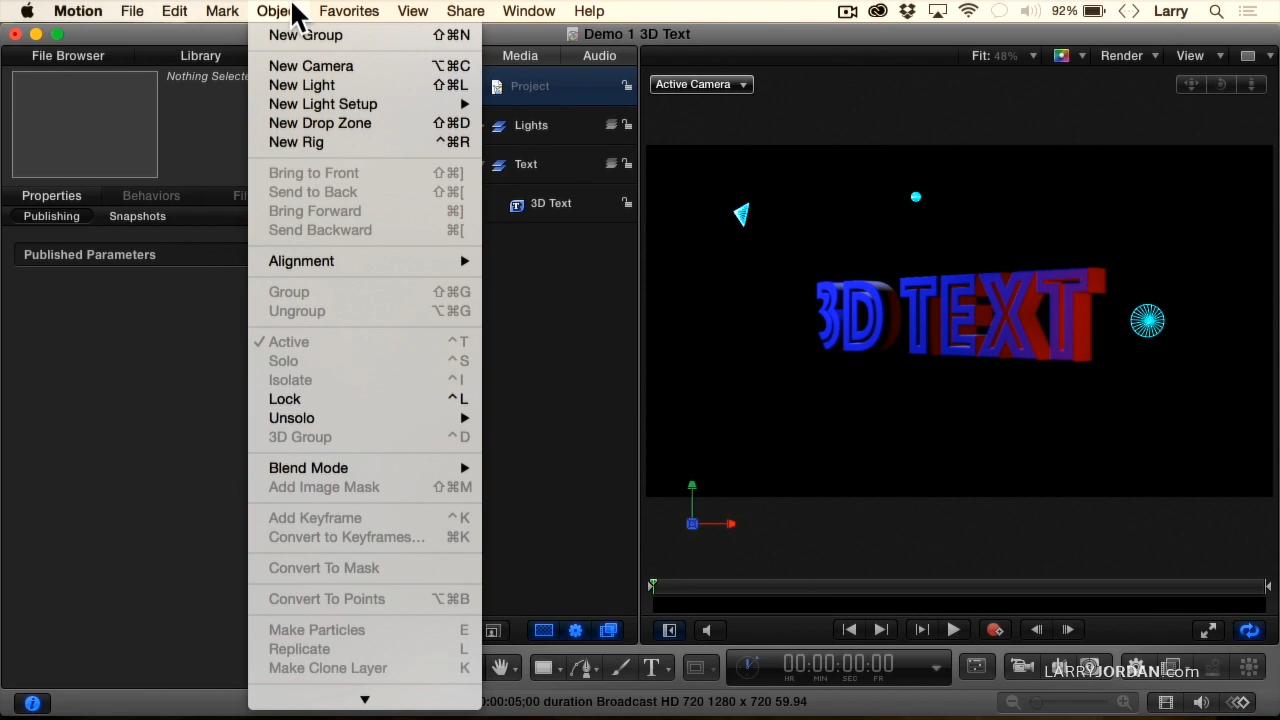 Motion File Edit Mark Favorites View Share Window Help 92% Larry
Demo 1 3D Text
File Browser Library Media Audio Fit: 48% Render View
Nothing
Active Camera
Properties Behaviors
Publishing Snapshots
Published Parameters
New Group ⇧⌘N
New Camera ⌥⌘C
New Light ⇧⌘L
New Light Setup
New Drop Zone ⇧⌘D
New Rig ^⌘R
Bring to Front ⇧⌘]
Send to Back ⇧⌘[
Bring Forward ⌘]
Send Backward ⌘[
Alignment
Group ⇧⌘G
Ungroup ⌥⌘G
✓ Active ^T
Solo ^S
Isolate ^I
Lock ^L
Unsolo
3D Group ^D
Blend Mode
Add Image Mask ⇧⌘M
Add Keyframe ^K
Convert to Keyframes... ⌘K
Convert To Mask
Convert To Points ⌥⌘B
Make Particles E
Replicate L
Make Clone Layer K
Project
Lights
Text
3D Text
3D TEXT
T 00:00:00:00
HR MIN SEC FR
LARRYJORDAN.com
0:00:05;00 duration Broadcast HD 720 1280 x 720 59.94